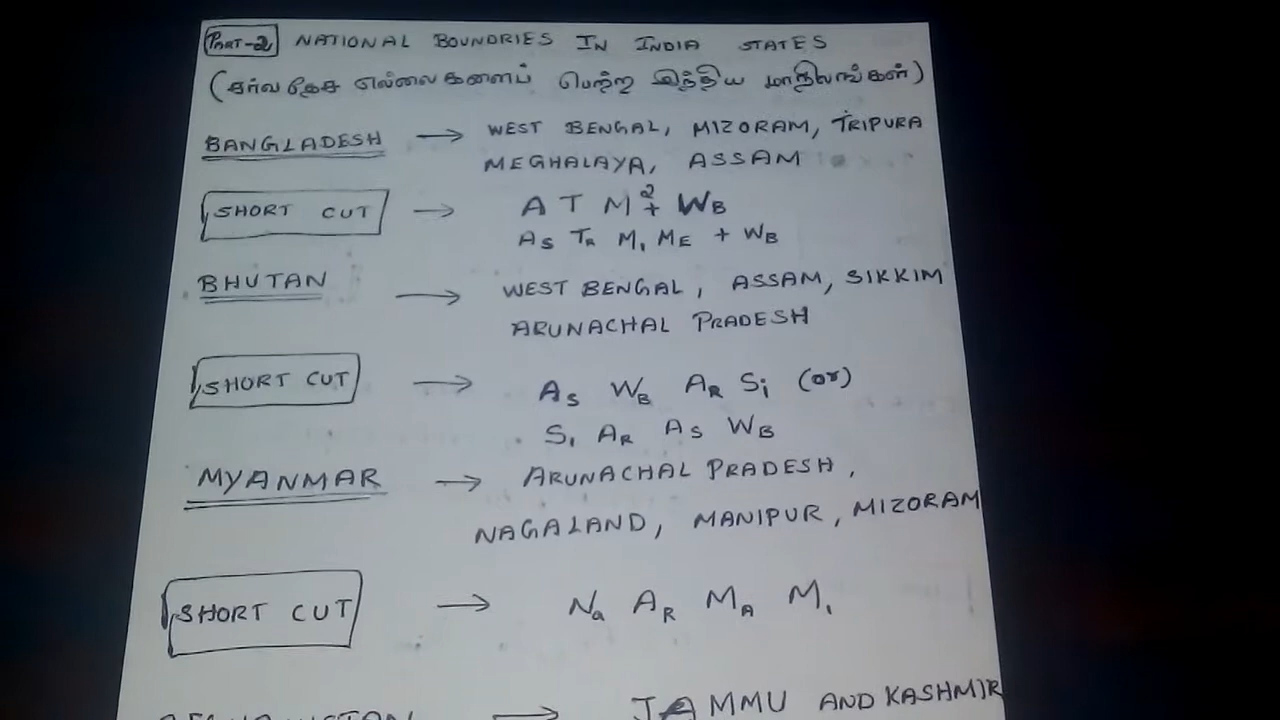 PART-2 NATIONAL BOUNDRIES IN INDIA STATES
(சர்வ தேச எல்லைகளைப் பெற்ற இந்திய மாநிலங்கள்)
BANGLADESH → WEST BENGAL, MIZORAM, TRIPURA
MEGHALAYA, ASSAM
SHORT CUT → A T M² + WB
AS TR MI ME + WB
BHUTAN → WEST BENGAL, ASSAM, SIKKIM
ARUNACHAL PRADESH
SHORT CUT → AS WB AR Si (or)
SI AR AS WB
MYANMAR → ARUNACHAL PRADESH,
NAGALAND, MANIPUR, MIZORAM
SHORT CUT → Na AR MA MI
→ JAMMU AND KASHMIR